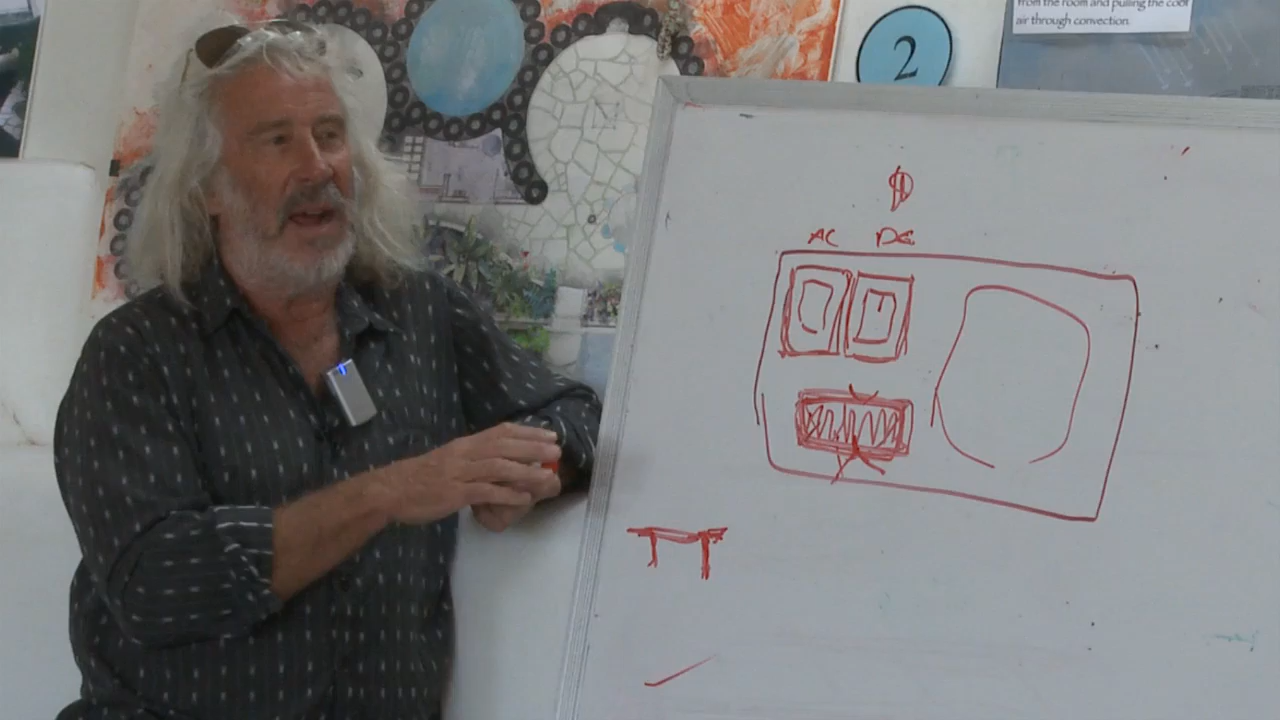 from the room and pulling the cool
air through convection.
2
AC DC